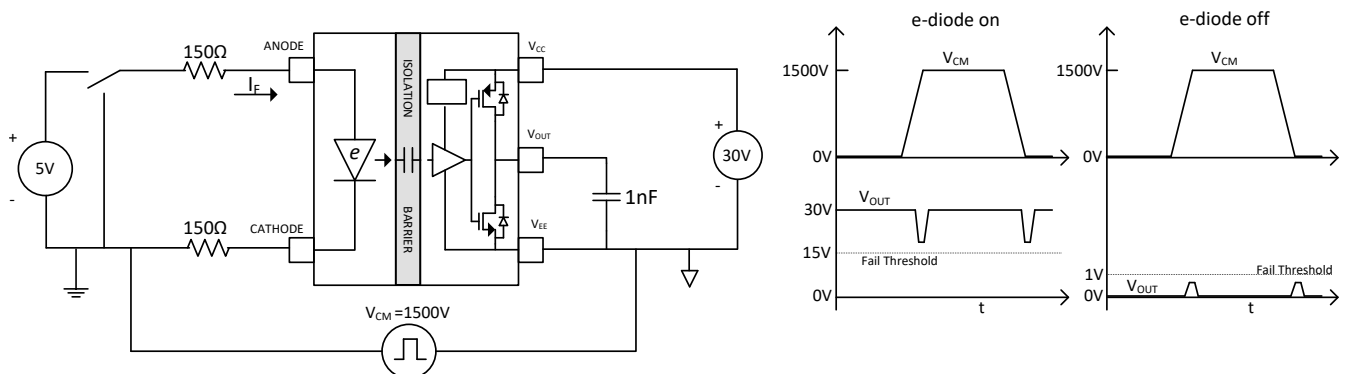 150Ω
ANODE
I_F
+
5V
-
150Ω
CATHODE
e
ISOLATION
BARRIER
V_CC
V_OUT
V_EE
1nF
+
30V
-
V_CM =1500V
e-diode on
1500V
V_CM
0V
V_OUT
30V
15V
Fail Threshold
0V
t
e-diode off
1500V
V_CM
0V
1V
Fail Threshold
V_OUT
0V
t